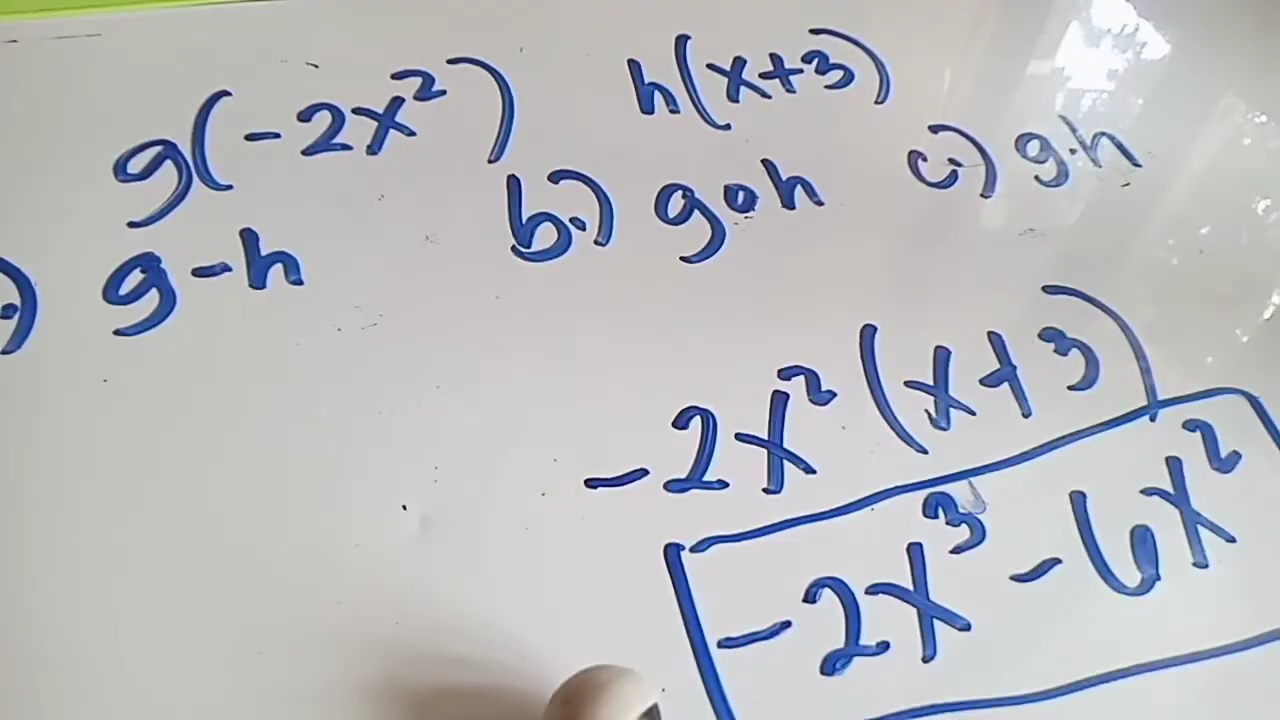 g(-2x²) h(x+3)
.) g-h b.) g∘h c.) g·h
-2x²(x+3)
-2x³-6x²